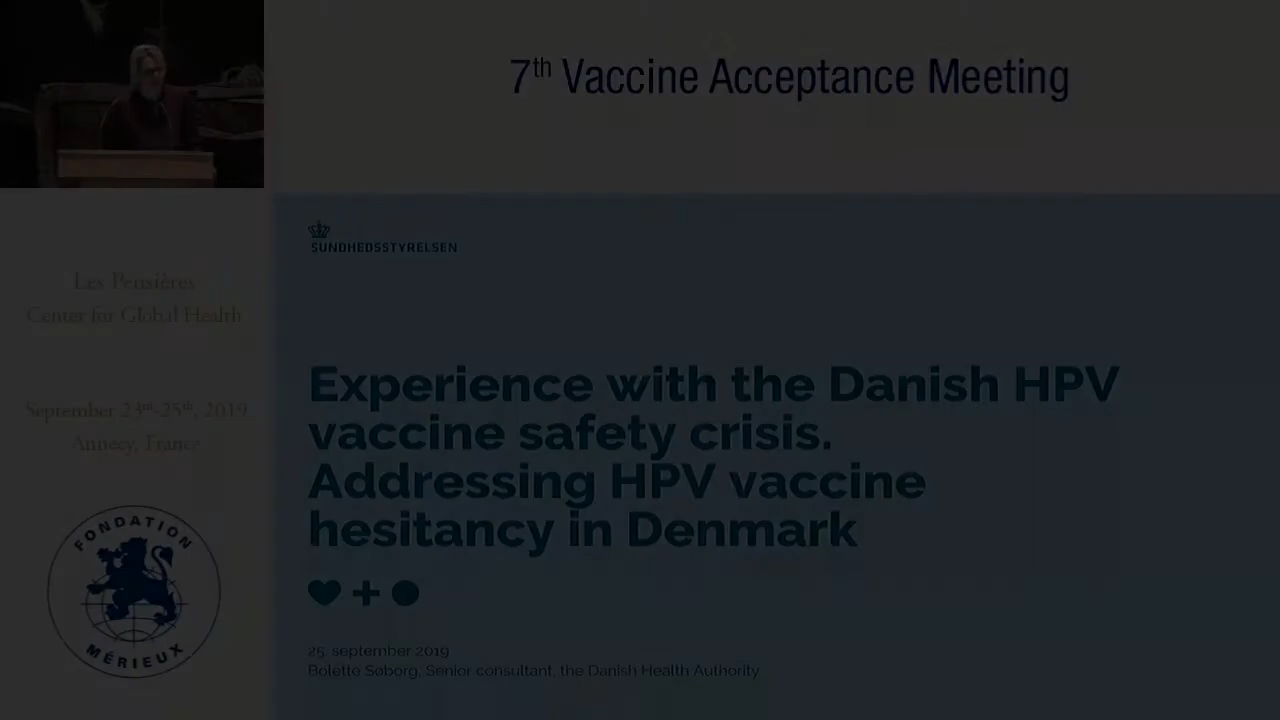 7th Vaccine Acceptance Meeting
SUNDHEDSSTYRELSEN
Les Pensières
Center for Global Health
September 23rd-25th, 2019
Annecy, France
FONDATION
MÉRIEUX
Experience with the Danish HPV
vaccine safety crisis.
Addressing HPV vaccine
hesitancy in Denmark
25. september 2019
Bolette Søborg, Senior consultant, the Danish Health Authority